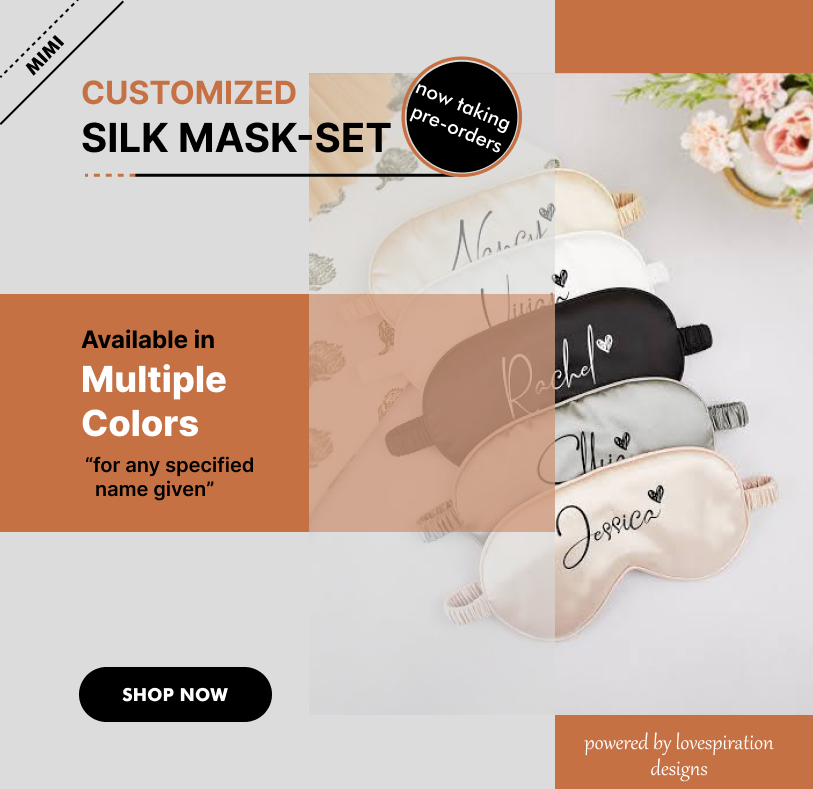 MIMI
CUSTOMIZED
SILK MASK-SET
now taking
pre-orders
Nancy
Vivian
Rachel
Jessica
Available in
Multiple
Colors
“for any specified
name given”
SHOP NOW
powered by lovespiration
designs